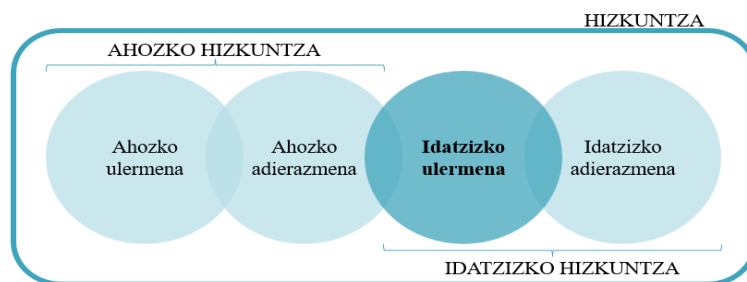 HIZKUNTZA
AHOZKO HIZKUNTZA
Ahozko
ulermena
Ahozko
adierazmena
Idatzizko
ulermena
Idatzizko
adierazmena
IDATZIZKO HIZKUNTZA